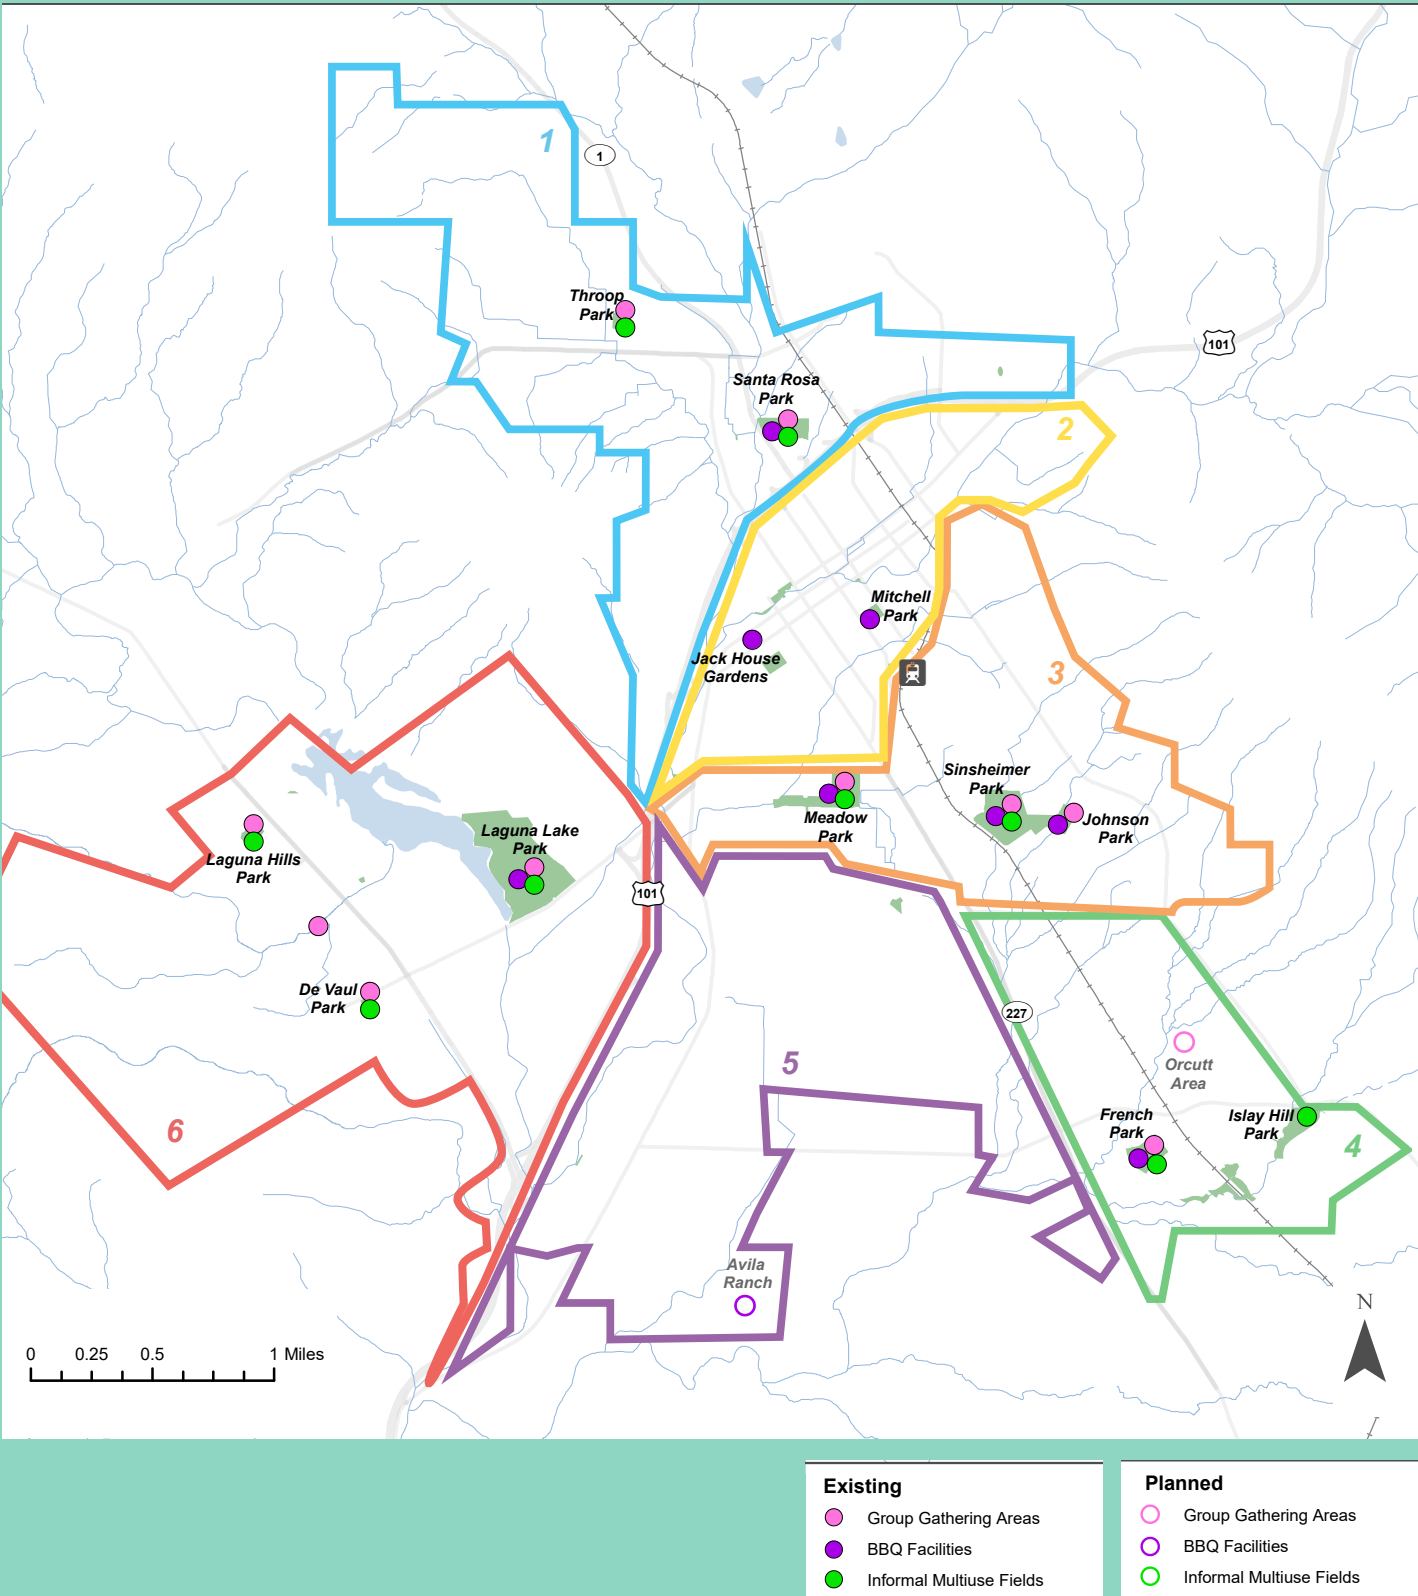 1
1
Throop
Park
101
Santa Rosa
Park
2
Mitchell
Park
Jack House
Gardens
3
Sinsheimer
Park
Johnson
Park
Meadow
Park
Laguna Lake
Park
Laguna Hills
Park
101
De Vaul
Park
227
5
Orcutt
Area
French
Park
Islay Hill
Park
4
6
Avila
Ranch
N
0 0.25 0.5 1 Miles
Existing
Group Gathering Areas
BBQ Facilities
Informal Multiuse Fields
Planned
Group Gathering Areas
BBQ Facilities
Informal Multiuse Fields